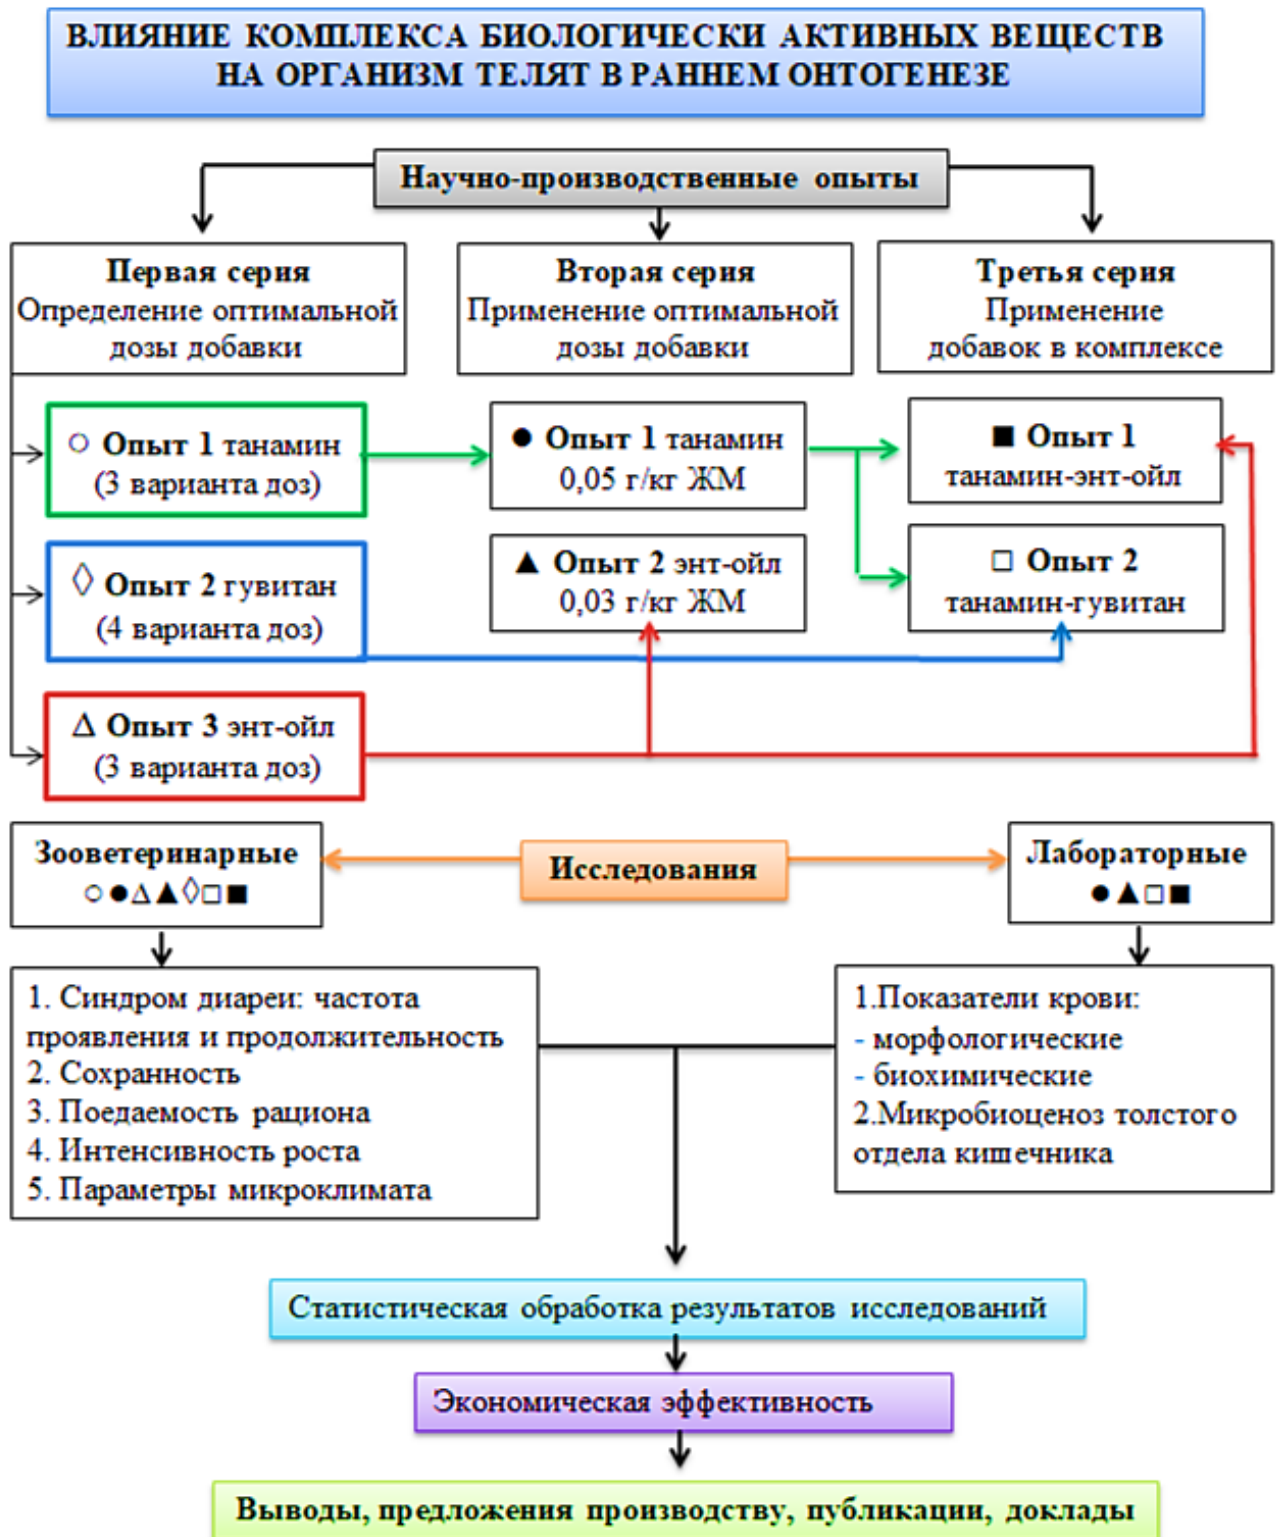 ВЛИЯНИЕ КОМПЛЕКСА БИОЛОГИЧЕСКИ АКТИВНЫХ ВЕЩЕСТВ
НА ОРГАНИЗМ ТЕЛЯТ В РАННЕМ ОНТОГЕНЕЗЕ
Научно-производственные опыты
Первая серия
Определение оптимальной
дозы добавки
Вторая серия
Применение оптимальной
дозы добавки
Третья серия
Применение
добавок в комплексе
○ Опыт 1 танамин
(3 варианта доз)
● Опыт 1 танамин
0,05 г/кг ЖМ
■ Опыт 1
танамин-энт-ойл
◊ Опыт 2 гувитан
(4 варианта доз)
▲ Опыт 2 энт-ойл
0,03 г/кг ЖМ
□ Опыт 2
танамин-гувитан
Δ Опыт 3 энт-ойл
(3 варианта доз)
Зооветеринарные
○●Δ▲◊□■
Исследования
Лабораторные
●▲□■
1. Синдром диареи: частота
проявления и продолжительность
2. Сохранность
3. Поедаемость рациона
4. Интенсивность роста
5. Параметры микроклимата
1.Показатели крови:
- морфологические
- биохимические
2.Микробиоценоз толстого
отдела кишечника
Статистическая обработка результатов исследований
Экономическая эффективность
Выводы, предложения производству, публикации, доклады